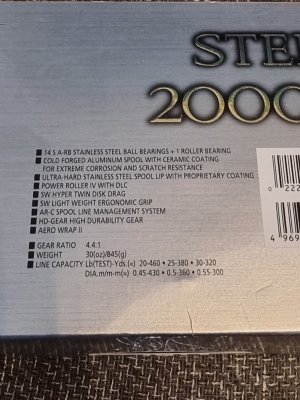 STE
2000
■ 14 S A-RB STAINLESS STEEL BALL BEARINGS + 1 ROLLER BEARING
■ COLD FORGED ALUMINUM SPOOL WITH CERAMIC COATING
FOR EXTREME CORROSION AND SCRATCH RESISTANCE
■ ULTRA-HARD STAINLESS STEEL SPOOL LIP WITH PROPRIETARY COATING
■ POWER ROLLER IV WITH DLC
■ SW HYPER TWIN DISK DRAG
■ SW LIGHT WEIGHT ERGONOMIC GRIP
■ AR-C SPOOL LINE MANAGEMENT SYSTEM
■ HD-GEAR HIGH DURABILITY GEAR
■ AERO WRAP II
■ GEAR RATIO 4.4:1
■ WEIGHT 30(oz)/845(g)
■ LINE CAPACITY Lb(TEST)-Yds.(≈) 20-460 • 25-380 • 30-320
DIA.m/m-m(≈) 0.45-430 • 0.5-360 • 0.55-300
0 222
4 969